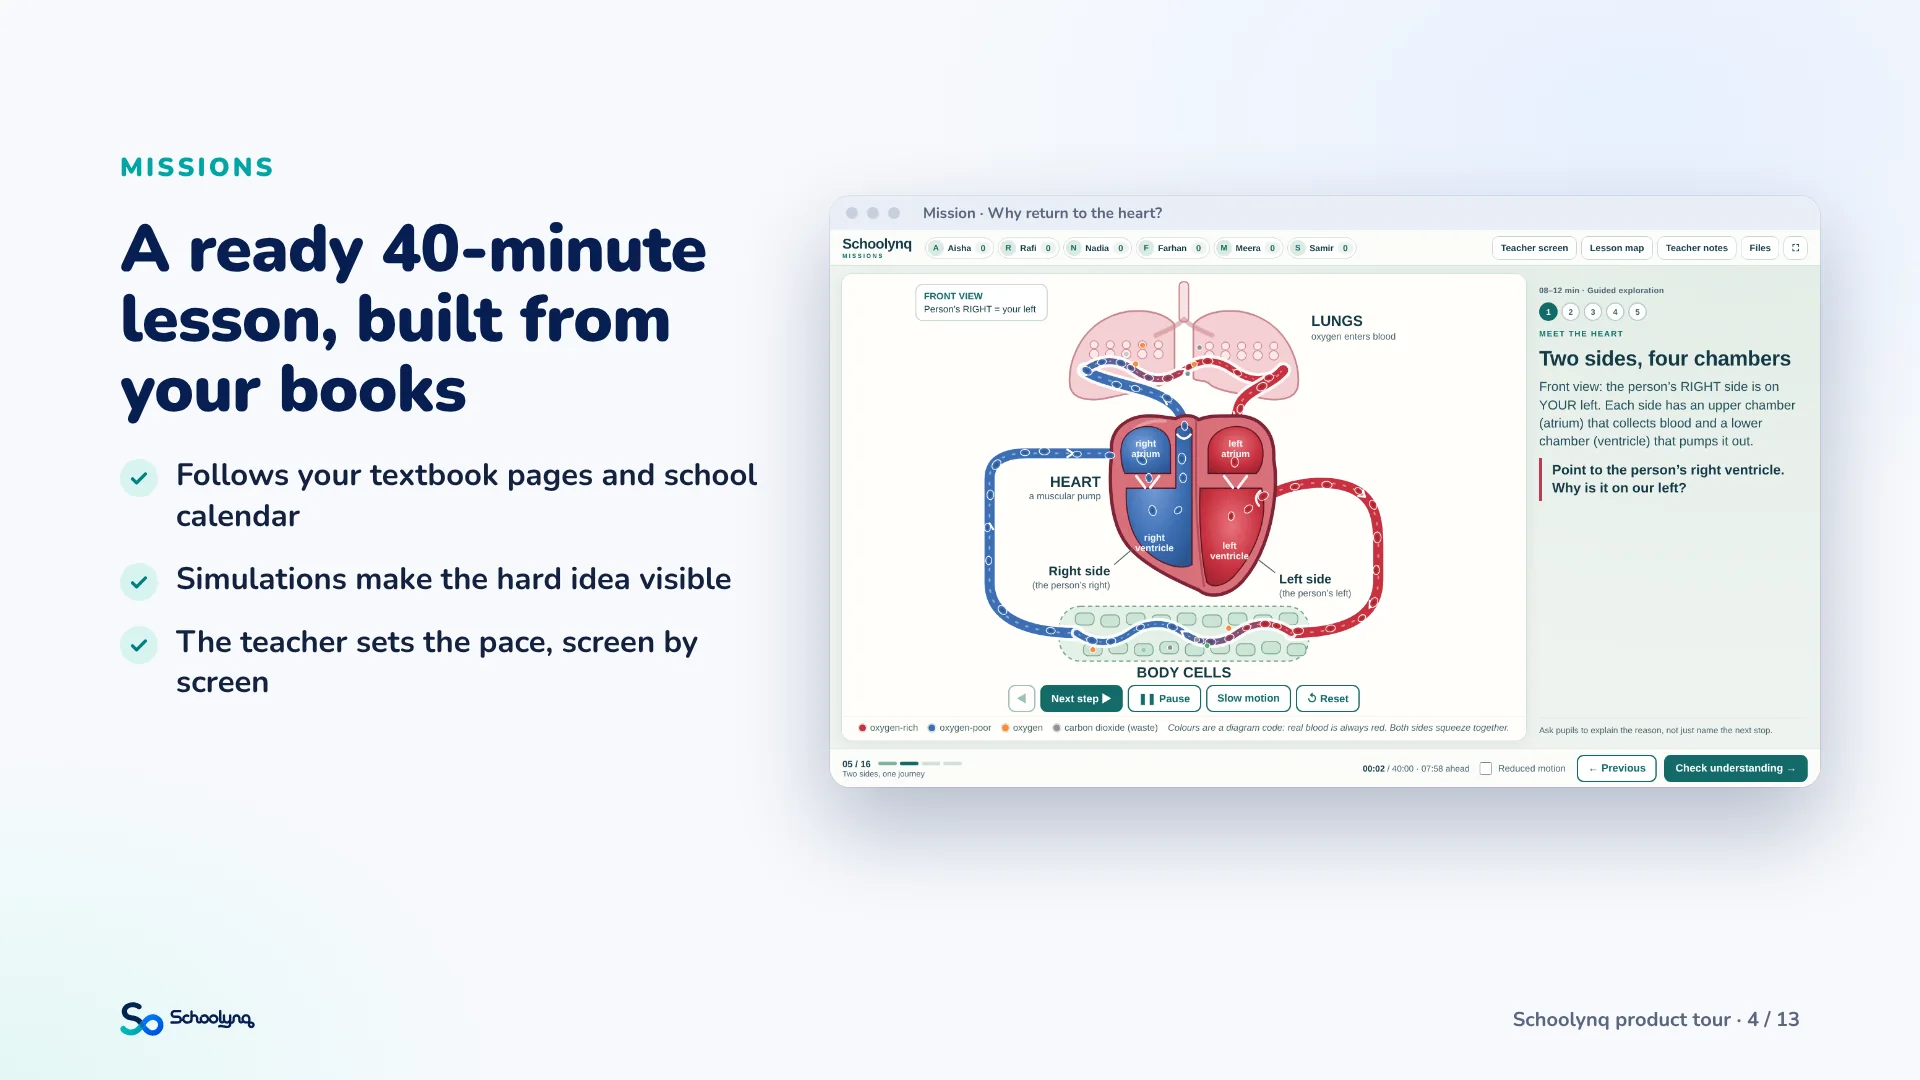 MISSIONS
A ready 40-minute
lesson, built from
your books
Follows your textbook pages and school
calendar
Simulations make the hard idea visible
The teacher sets the pace, screen by
screen
Mission · Why return to the heart?
Schoolynq
MISSIONS
A Aisha 0
R Rafi 0
N Nadia 0
F Farhan 0
M Meera 0
S Samir 0
Teacher screen
Lesson map
Teacher notes
Files
FRONT VIEW
Person's RIGHT = your left
LUNGS
oxygen enters blood
right
atrium
left
atrium
HEART
a muscular pump
right
ventricle
left
ventricle
Right side
(the person's right)
Left side
(the person's left)
BODY CELLS
◀
Next step ▶
❚❚ Pause
Slow motion
↺ Reset
oxygen-rich
oxygen-poor
oxygen
carbon dioxide (waste)
Colours are a diagram code: real blood is always red. Both sides squeeze together.
08–12 min · Guided exploration
1 2 3 4 5
MEET THE HEART
Two sides, four chambers
Front view: the person's RIGHT side is on
YOUR left. Each side has an upper chamber
(atrium) that collects blood and a lower
chamber (ventricle) that pumps it out.
Point to the person's right ventricle.
Why is it on our left?
Ask pupils to explain the reason, not just name the next stop.
05 / 16
Two sides, one journey
00:02 / 40:00 · 07:58 ahead
Reduced motion
← Previous
Check understanding →
So Schoolynq
Schoolynq product tour · 4 / 13